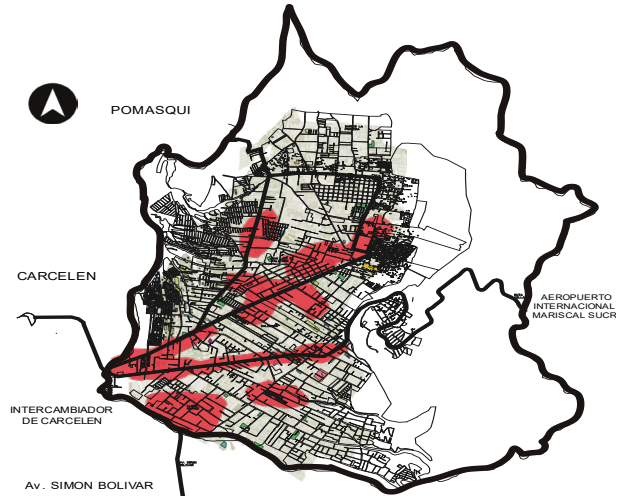 POMASQUI
CARCELEN
AEROPUERTO
INTERNACIONAL
MARISCAL SUCR
INTERCAMBIADOR
DE CARCELEN
Av. SIMON BOLIVAR